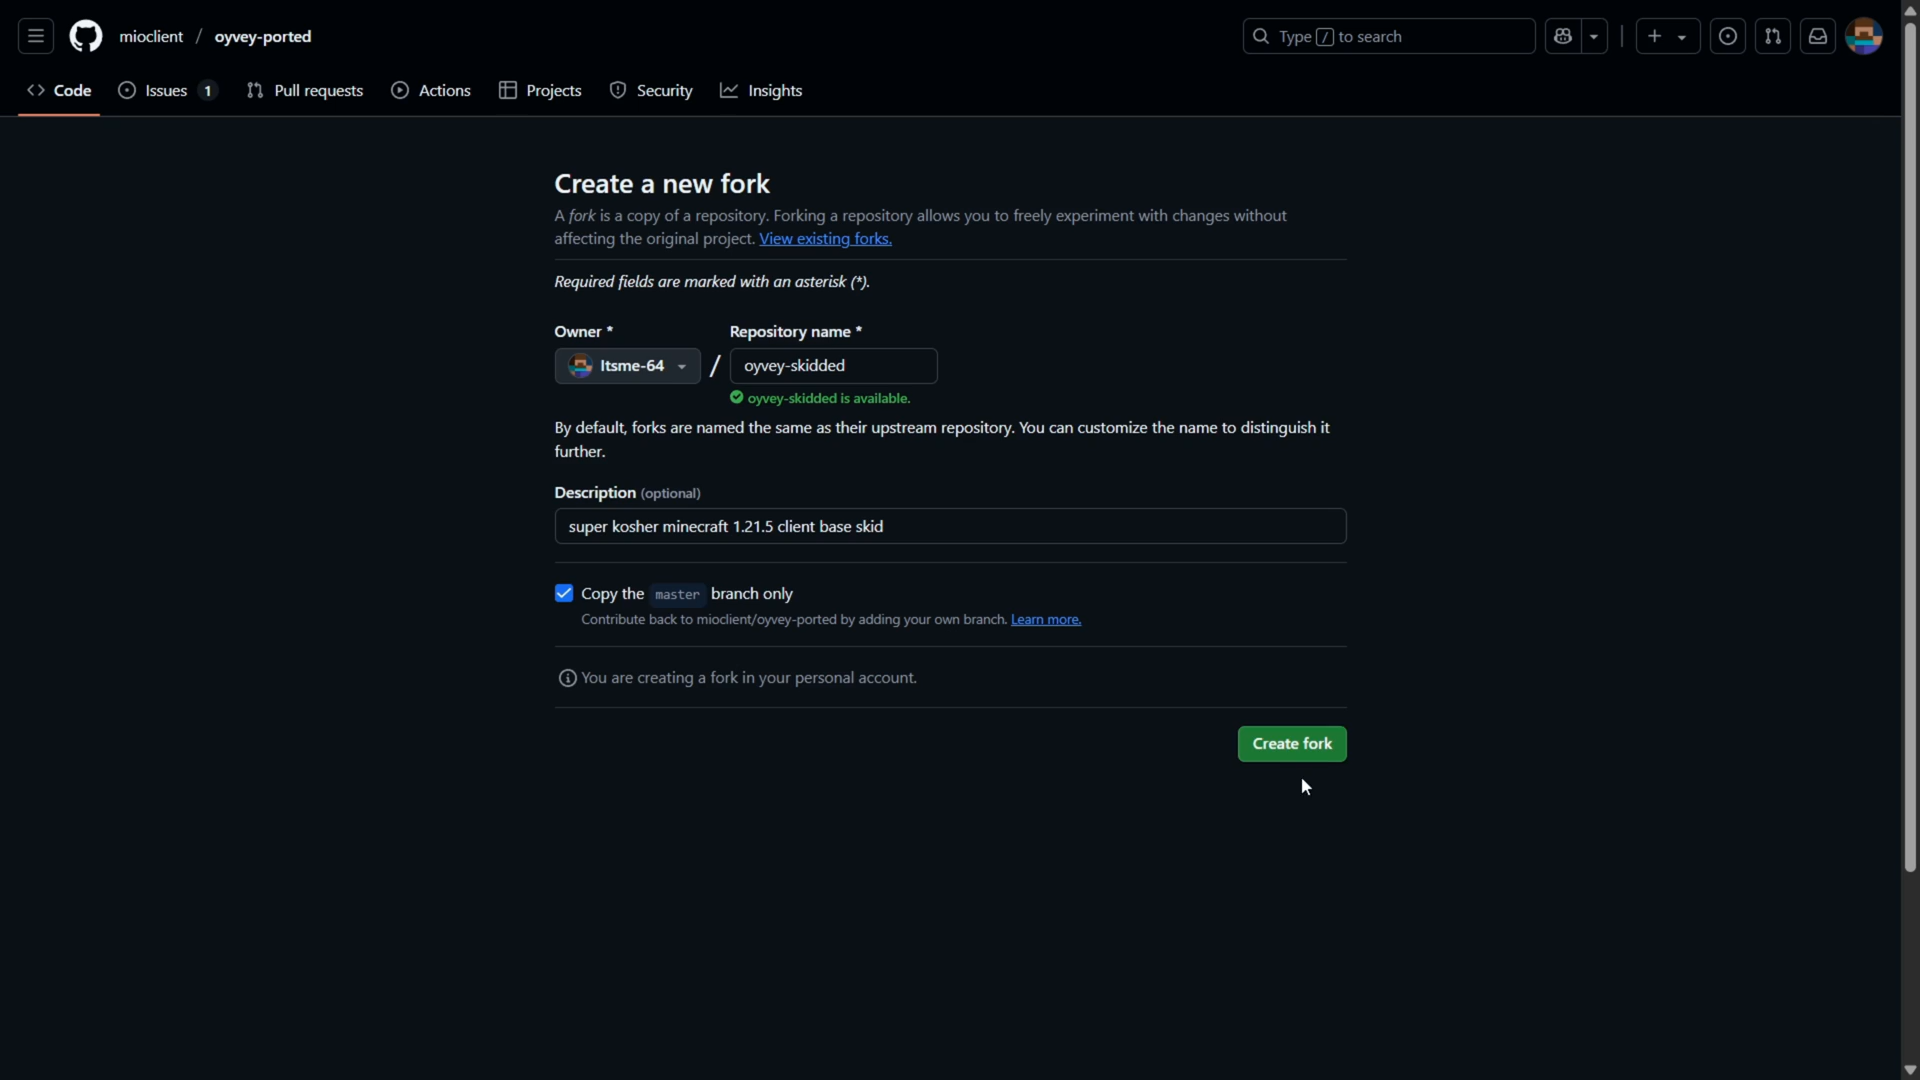 mioclient / oyvey-ported
Type / to search
Code
Issues 1
Pull requests
Actions
Projects
Security
Insights
Create a new fork
A fork is a copy of a repository. Forking a repository allows you to freely experiment with changes without
affecting the original project. View existing forks.
Required fields are marked with an asterisk (*).
Owner *
Repository name *
Itsme-64
/
oyvey-skidded
oyvey-skidded is available.
By default, forks are named the same as their upstream repository. You can customize the name to distinguish it
further.
Description (optional)
super kosher minecraft 1.21.5 client base skid
Copy the master branch only
Contribute back to mioclient/oyvey-ported by adding your own branch. Learn more.
You are creating a fork in your personal account.
Create fork